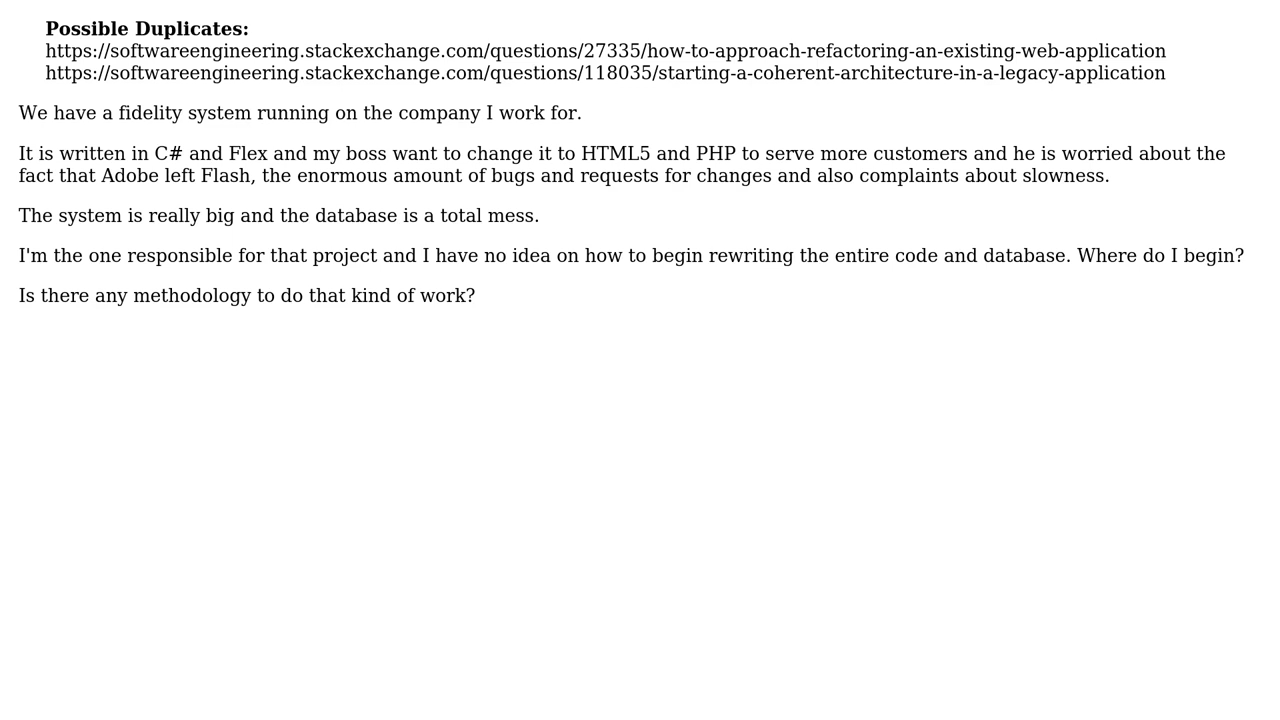 Possible Duplicates:
https://softwareengineering.stackexchange.com/questions/27335/how-to-approach-refactoring-an-existing-web-application
https://softwareengineering.stackexchange.com/questions/118035/starting-a-coherent-architecture-in-a-legacy-application
We have a fidelity system running on the company I work for.
It is written in C# and Flex and my boss want to change it to HTML5 and PHP to serve more customers and he is worried about the
fact that Adobe left Flash, the enormous amount of bugs and requests for changes and also complaints about slowness.
The system is really big and the database is a total mess.
I'm the one responsible for that project and I have no idea on how to begin rewriting the entire code and database. Where do I begin?
Is there any methodology to do that kind of work?